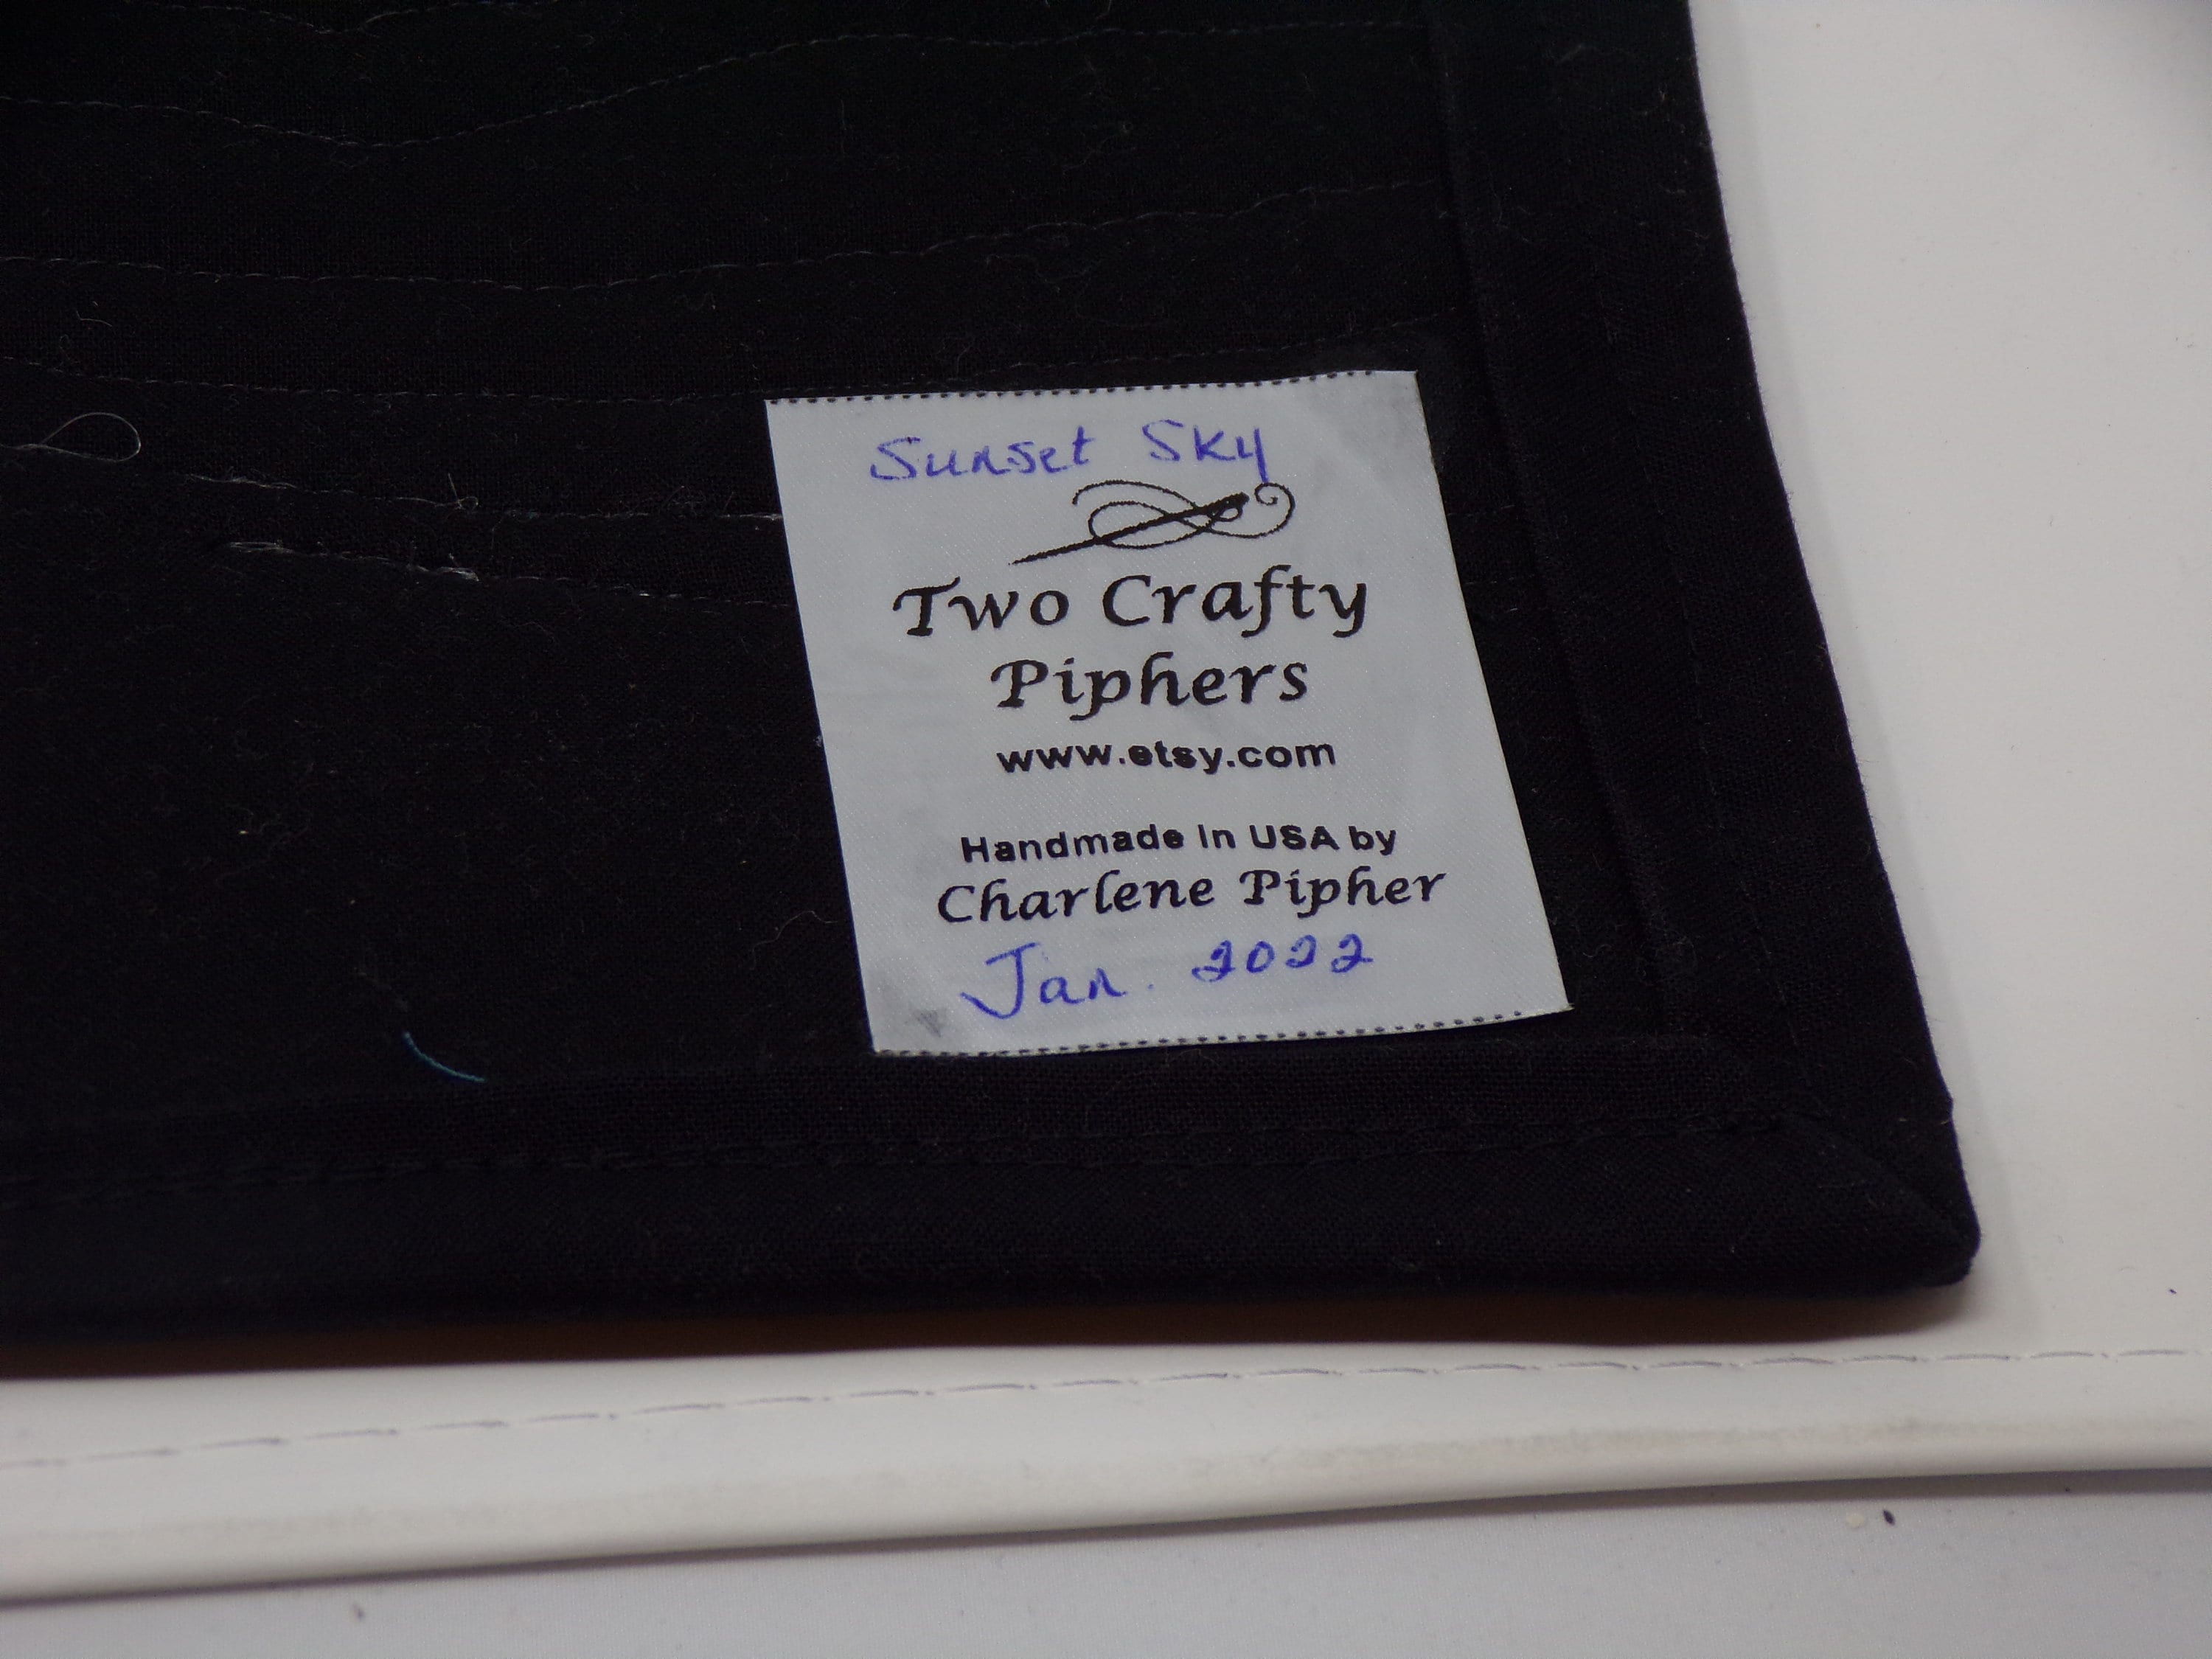 Sunset Sky
Two Crafty
Piphers
www.etsy.com
Handmade In USA by
Charlene Pipher
Jan. 2022